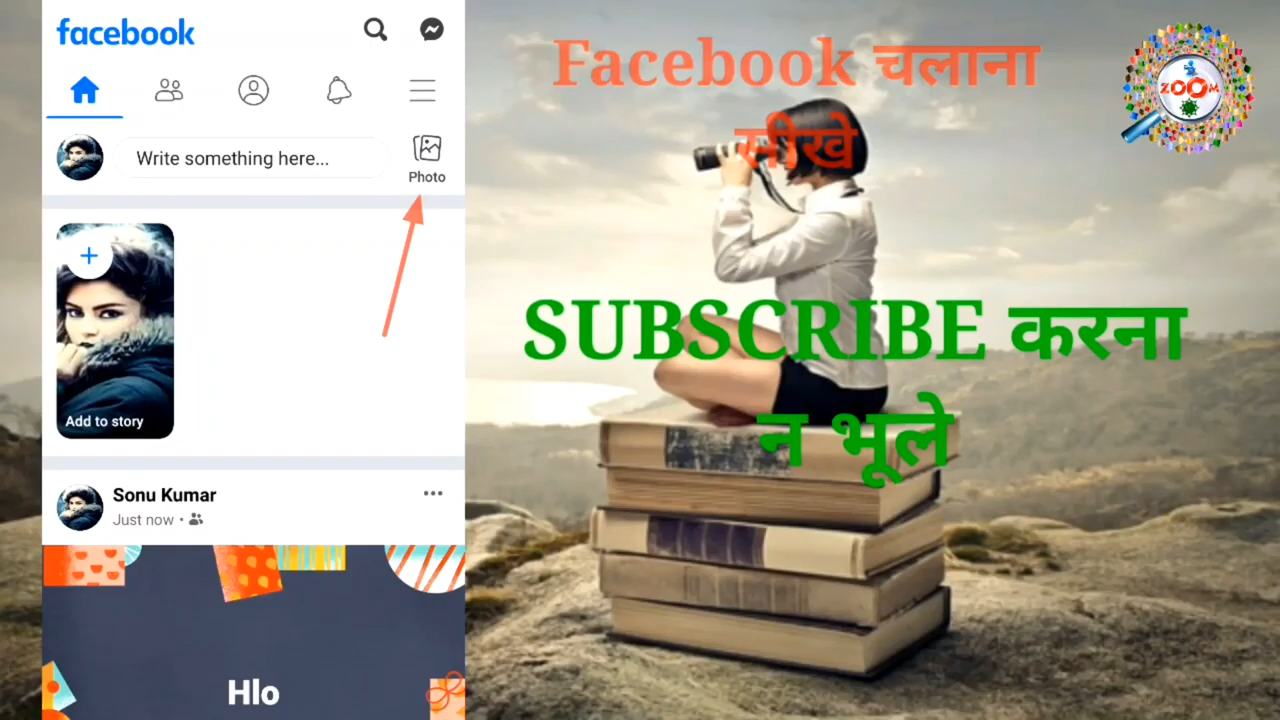 facebook
Write something here...
Photo
Add to story
Sonu Kumar
Just now
Hlo
Facebook चलाना
सीखे
SUBSCRIBE करना
न भूले
ZOOM